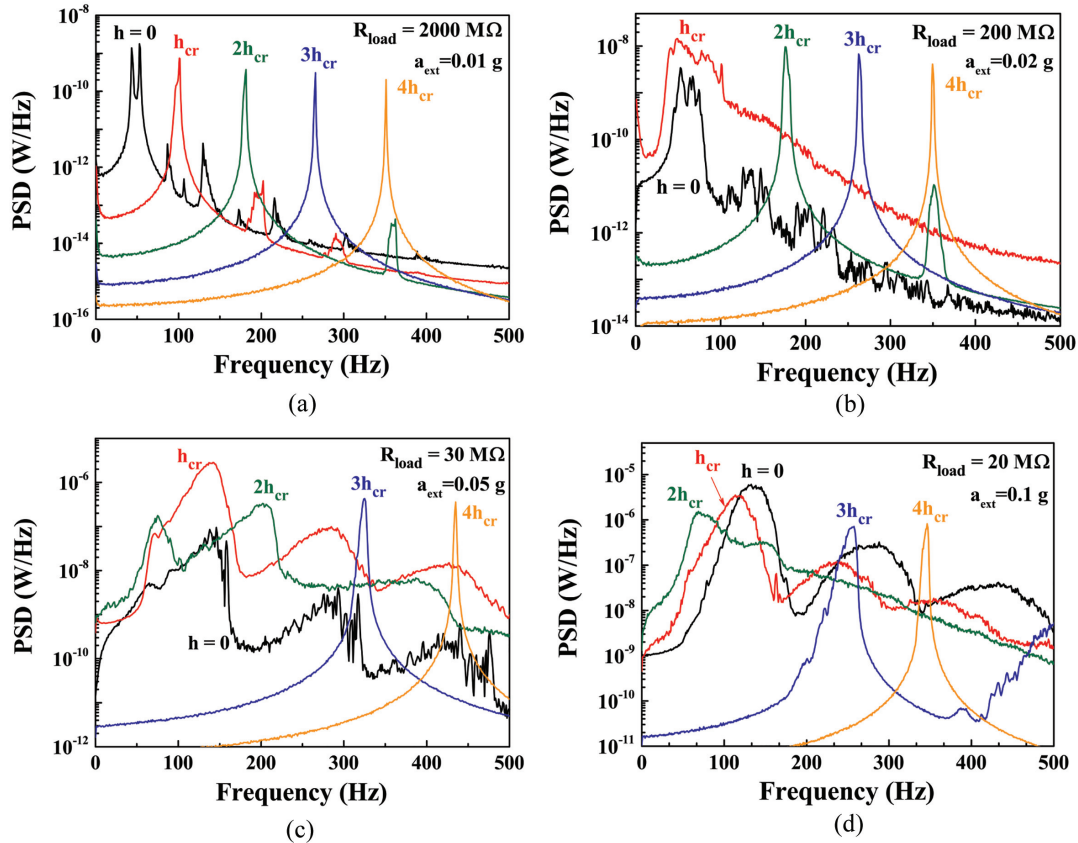 10⁻⁸
10⁻¹⁰
10⁻¹²
10⁻¹⁴
10⁻¹⁶
PSD (W/Hz)
h = 0
h_cr
2h_cr
3h_cr
4h_cr
R_load = 2000 MΩ
a_ext=0.01 g
0 100 200 300 400 500
Frequency (Hz)
(a)
10⁻⁸
10⁻¹⁰
10⁻¹²
10⁻¹⁴
PSD (W/Hz)
h = 0
h_cr
2h_cr
3h_cr
4h_cr
R_load = 200 MΩ
a_ext=0.02 g
0 100 200 300 400 500
Frequency (Hz)
(b)
10⁻⁶
10⁻⁸
10⁻¹⁰
10⁻¹²
PSD (W/Hz)
h_cr
2h_cr
h = 0
3h_cr
4h_cr
R_load = 30 MΩ
a_ext=0.05 g
0 100 200 300 400 500
Frequency (Hz)
(c)
10⁻⁵
10⁻⁶
10⁻⁷
10⁻⁸
10⁻⁹
10⁻¹⁰
10⁻¹¹
PSD (W/Hz)
2h_cr
h_cr
h = 0
3h_cr
4h_cr
R_load = 20 MΩ
a_ext=0.1 g
0 100 200 300 400 500
Frequency (Hz)
(d)